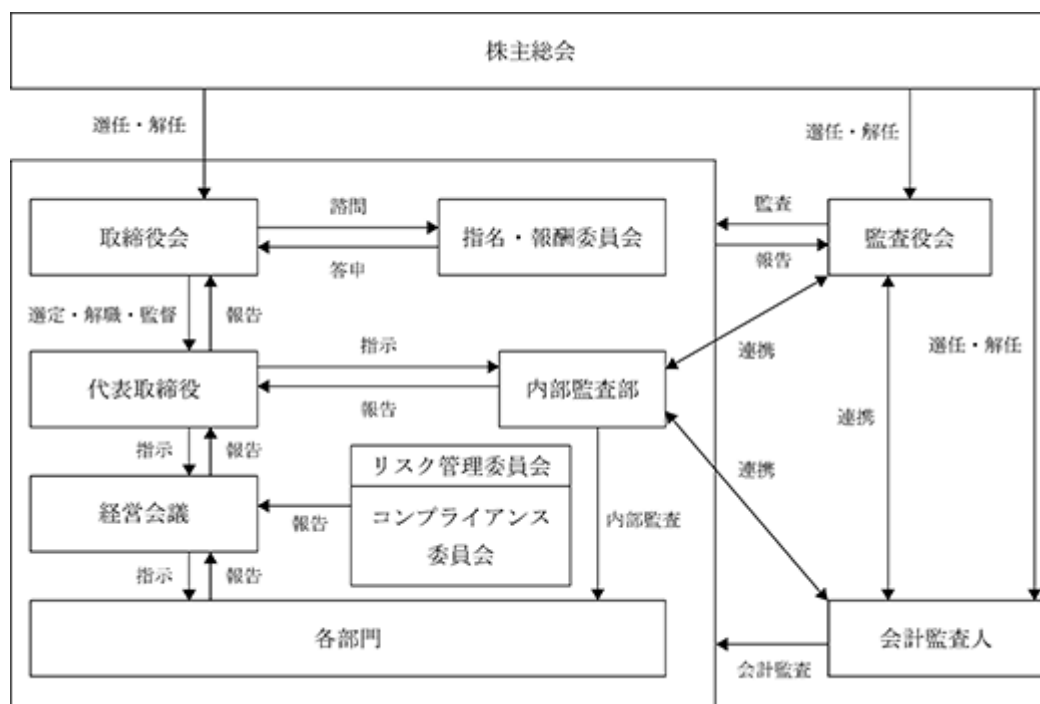 株主総会
選任・解任
選任・解任
取締役会
諮問
指名・報酬委員会
答申
監査
監査役会
報告
選定・解職・監督
報告
選任・解任
代表取締役
指示
内部監査部
報告
連携
連携
指示
報告
リスク管理委員会
経営会議
報告
コンプライアンス
委員会
内部監査
連携
指示
報告
各部門
会計監査人
会計監査